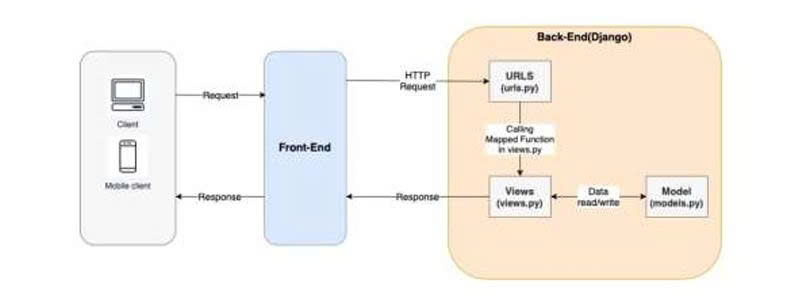 Back-End(Django)
Client
Mobile client
Request
Response
Front-End
HTTP
Request
Response
URLS
(urls.py)
Calling
Mapped Function
in views.py
Views
(views.py)
Data
read/write
Model
(models.py)